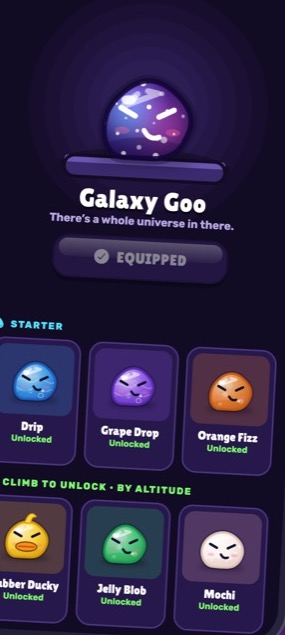 Galaxy Goo
There's a whole universe in there.
EQUIPPED
STARTER
Drip
Unlocked
Grape Drop
Unlocked
Orange Fizz
Unlocked
CLIMB TO UNLOCK · BY ALTITUDE
ubber Ducky
Unlocked
Jelly Blob
Unlocked
Mochi
Unlocked